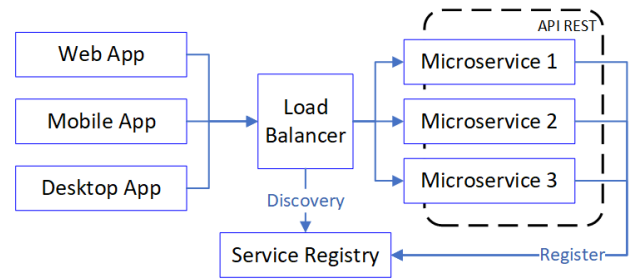 API REST
Web App
Microservice 1
Load
Balancer
Mobile App
Microservice 2
Desktop App
Microservice 3
Discovery
Service Registry
Register